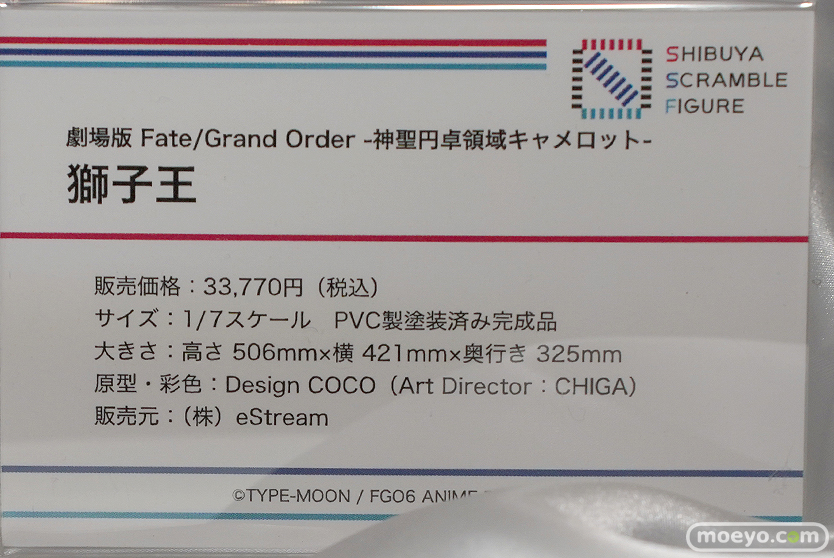 SHIBUYA
SCRAMBLE
FIGURE
劇場版 Fate/Grand Order -神聖円卓領域キャメロット-
獅子王
販売価格：33,770円（税込）
サイズ：1/7スケール　PVC製塗装済み完成品
大きさ：高さ 506mm×横 421mm×奥行き 325mm
原型・彩色：Design COCO（Art Director：CHIGA）
販売元：（株）eStream
©TYPE-MOON / FGO6 ANIME
moeyo.com